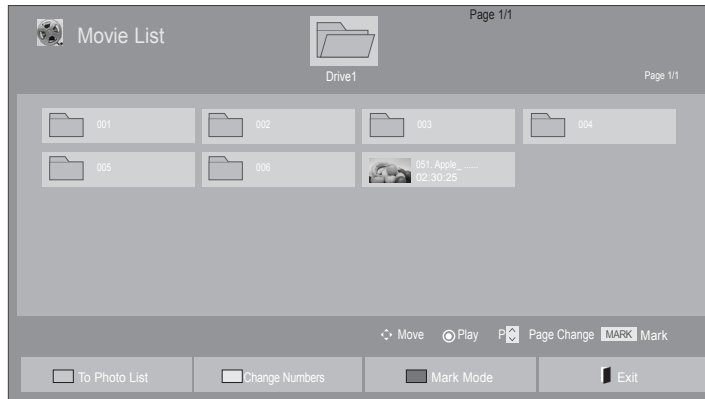 Page 1/1
Movie List
Drive1
Page 1/1
001
002
003
004
005
006
051. Apple_ ......
02:30:25
Move
Play
P
Page Change
MARK
Mark
To Photo List
Change Numbers
Mark Mode
Exit